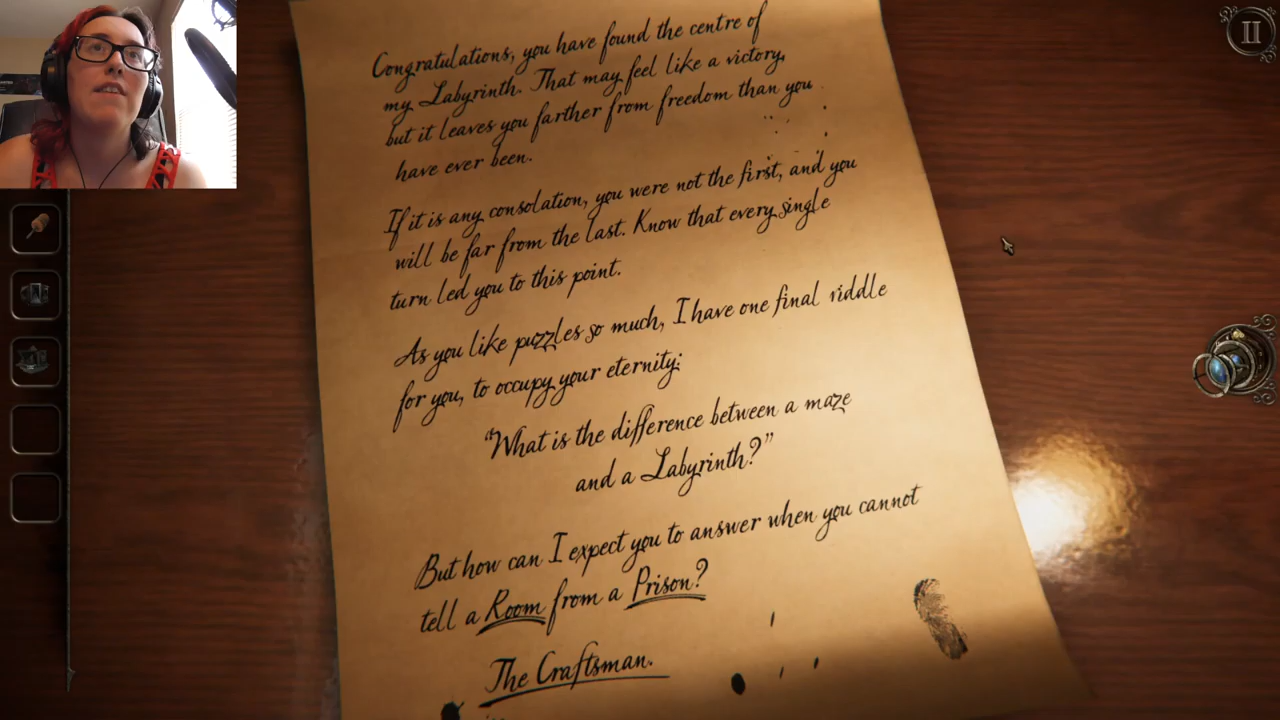 II
Congratulations, you have found the centre of
my Labyrinth. That may feel like a victory,
but it leaves you farther from freedom than you
have ever been.
If it is any consolation, you were not the first, and you
will be far from the last. Know that every single
turn led you to this point.
As you like puzzles so much, I have one final riddle
for you, to occupy your eternity:
"What is the difference between a maze
and a Labyrinth?"
But how can I expect you to answer when you cannot
tell a Room from a Prison?
The Craftsman.